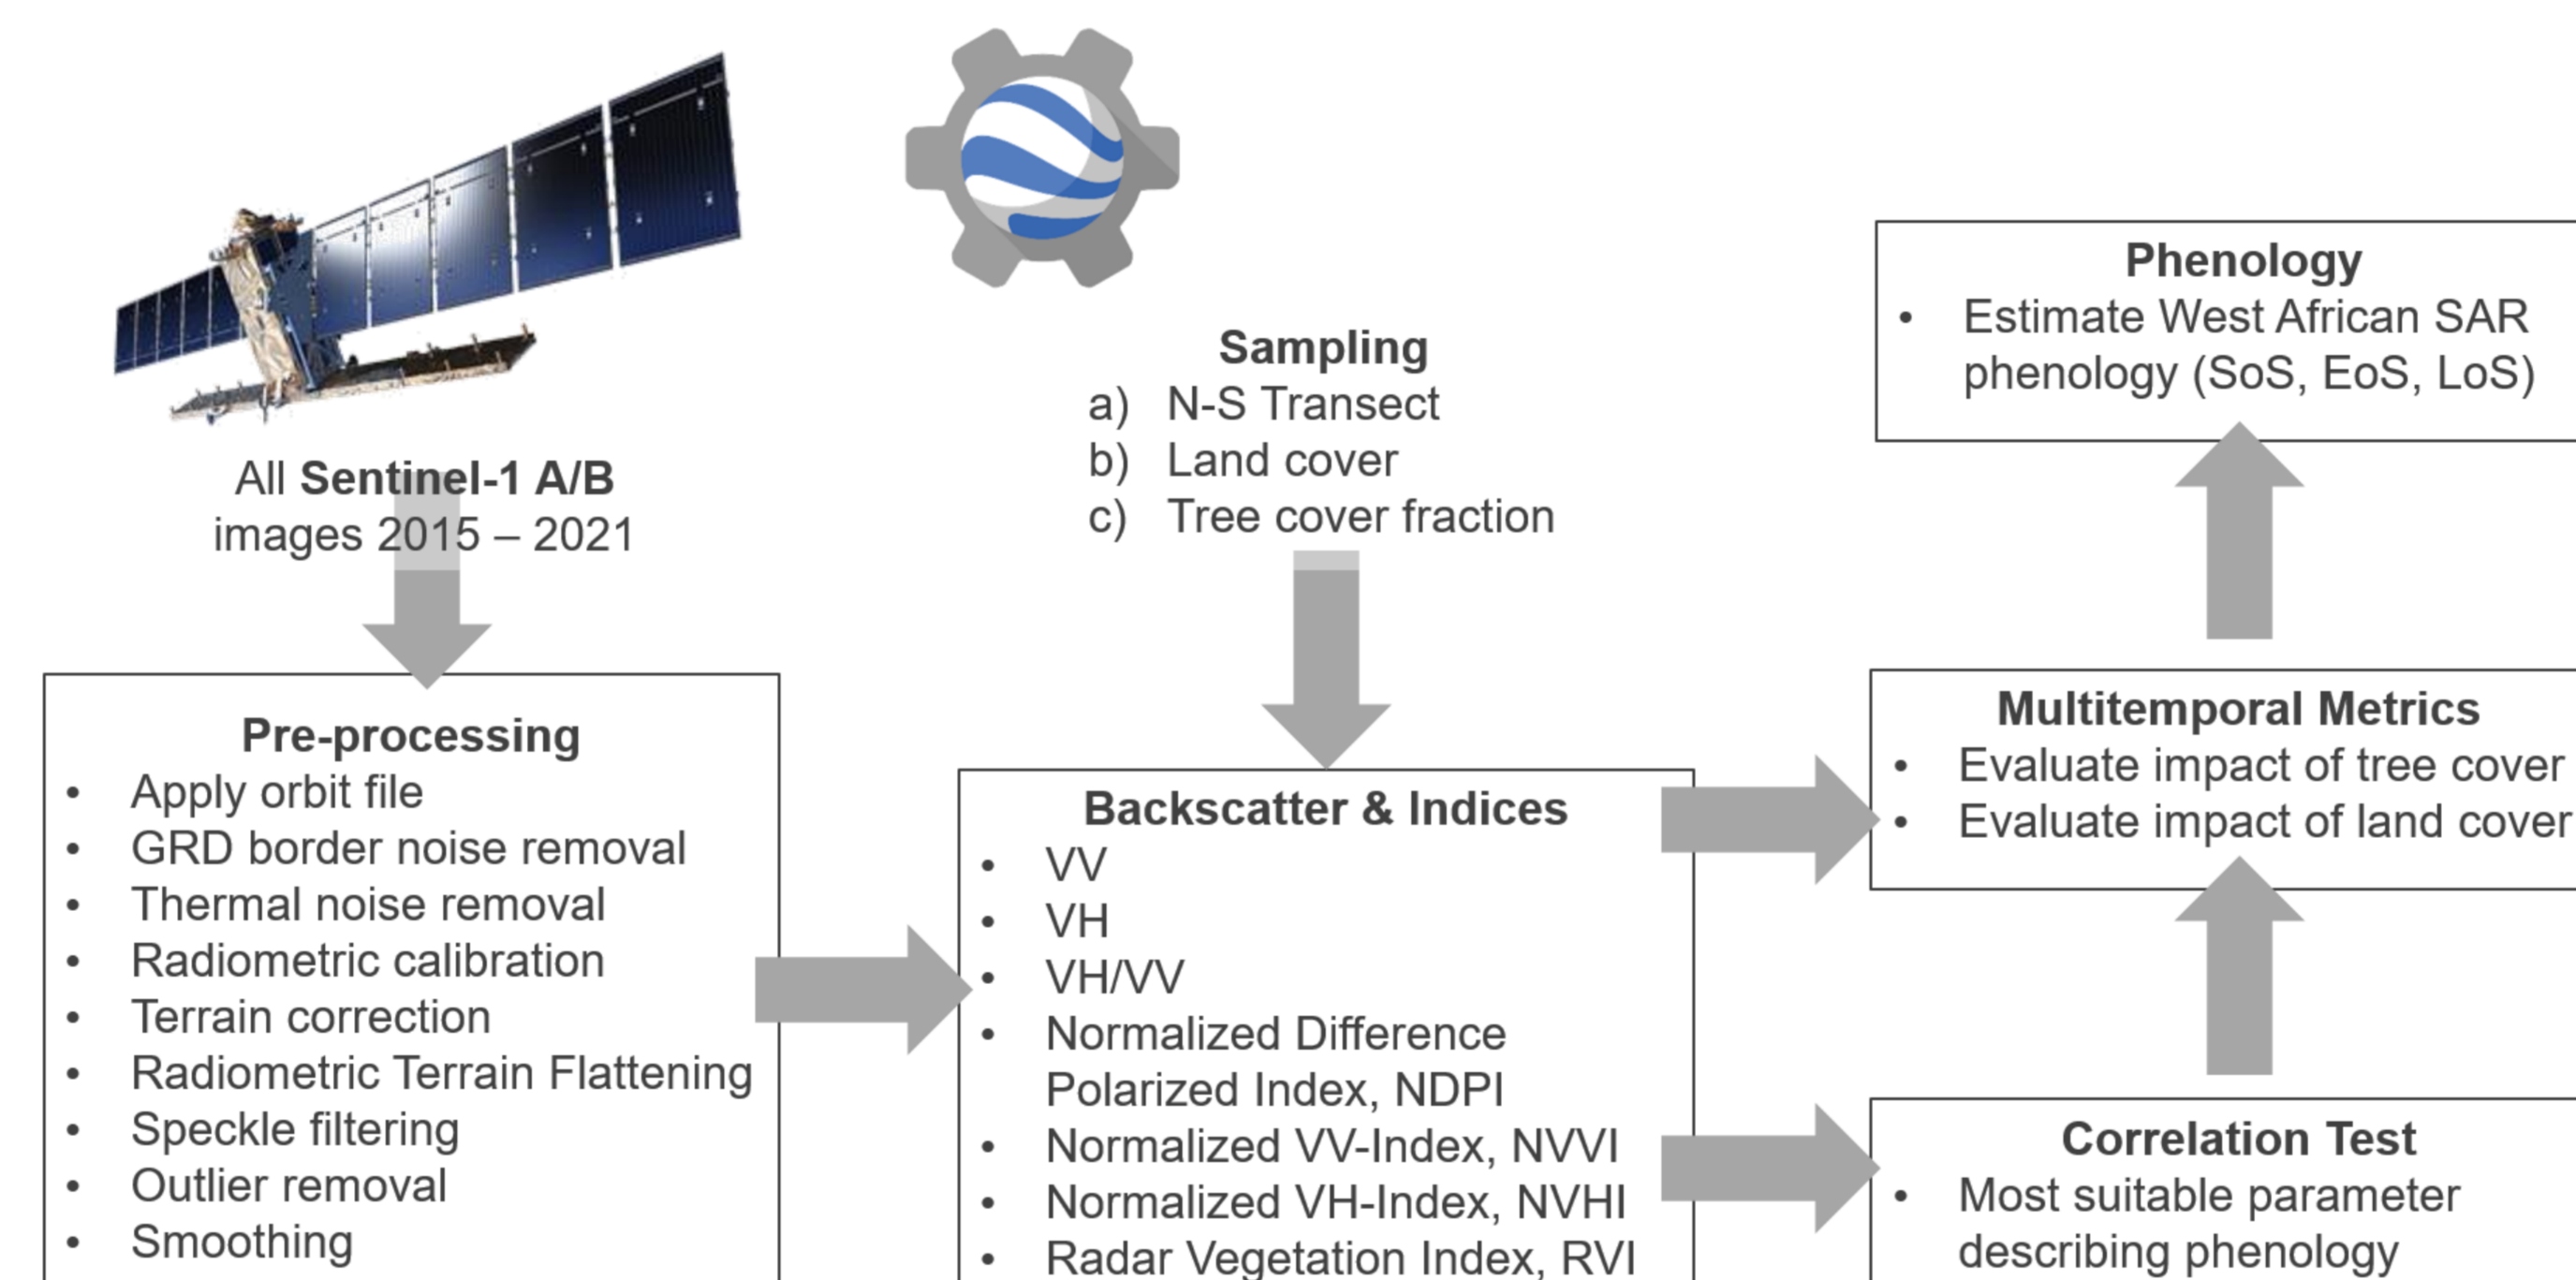 All Sentinel-1 A/B
images 2015 – 2021
Sampling
a) N-S Transect
b) Land cover
c) Tree cover fraction
Phenology
• Estimate West African SAR
phenology (SoS, EoS, LoS)
Pre-processing
• Apply orbit file
• GRD border noise removal
• Thermal noise removal
• Radiometric calibration
• Terrain correction
• Radiometric Terrain Flattening
• Speckle filtering
• Outlier removal
• Smoothing
Backscatter & Indices
• VV
• VH
• VH/VV
• Normalized Difference
Polarized Index, NDPI
• Normalized VV-Index, NVVI
• Normalized VH-Index, NVHI
• Radar Vegetation Index, RVI
Multitemporal Metrics
• Evaluate impact of tree cover
• Evaluate impact of land cover
Correlation Test
• Most suitable parameter
describing phenology